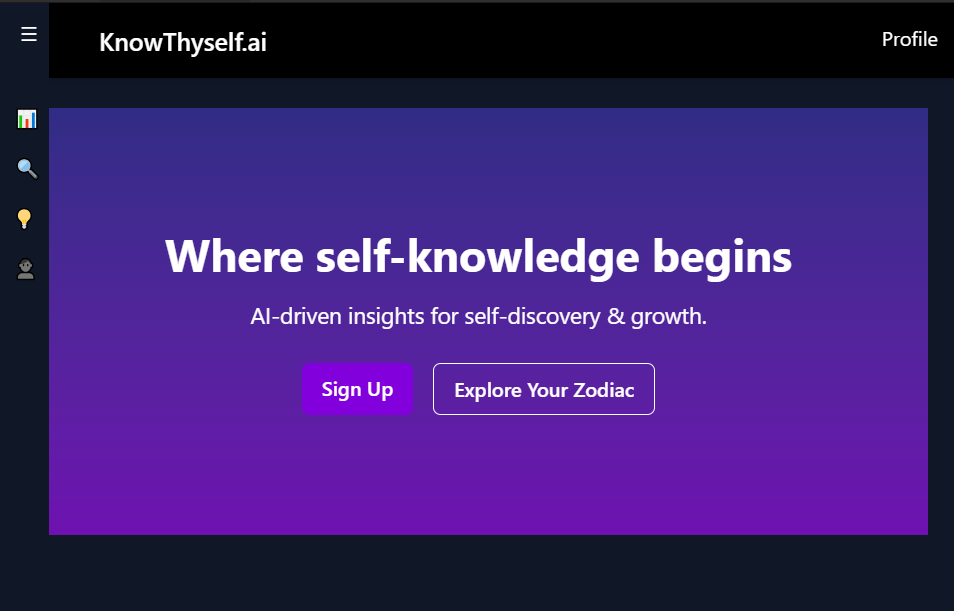 KnowThyself.ai
Profile
Where self-knowledge begins
AI-driven insights for self-discovery & growth.
Sign Up
Explore Your Zodiac